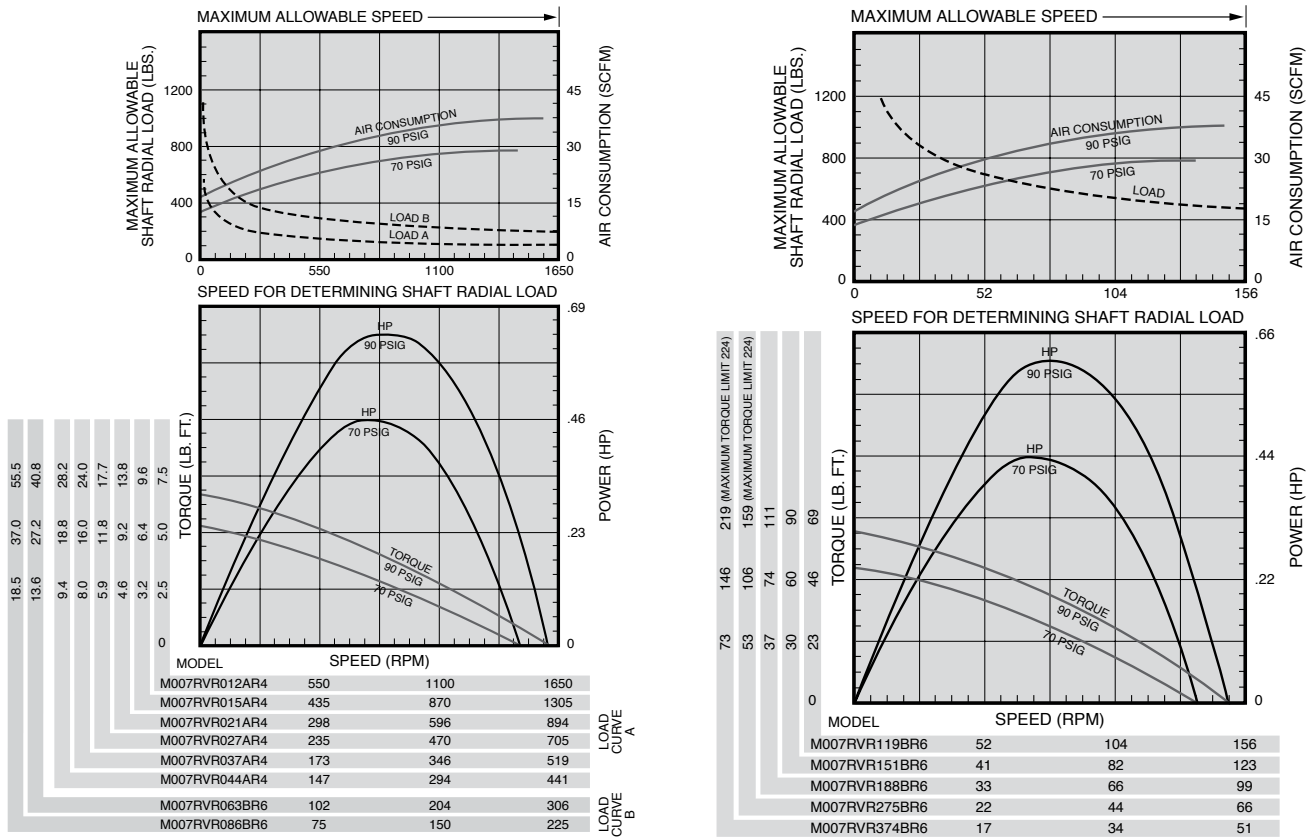 MAXIMUM ALLOWABLE SPEED
MAXIMUM ALLOWABLE
SHAFT RADIAL LOAD (LBS.)
1200
800
400
0
45
30
15
0
AIR CONSUMPTION (SCFM)
AIR CONSUMPTION
90 PSIG
70 PSIG
LOAD B
LOAD A
0 550 1100 1650
SPEED FOR DETERMINING SHAFT RADIAL LOAD
HP
90 PSIG
HP
70 PSIG
TORQUE
90 PSIG
70 PSIG
.69
.46
.23
0
POWER (HP)
TORQUE (LB. FT.)
55.5 40.8 28.2 24.0 17.7 13.8 9.6 7.5
37.0 27.2 18.8 16.0 11.8 9.2 6.4 5.0
18.5 13.6 9.4 8.0 5.9 4.6 3.2 2.5
0
MODEL SPEED (RPM)
M007RVR012AR4 550 1100 1650
M007RVR015AR4 435 870 1305
M007RVR021AR4 298 596 894
M007RVR027AR4 235 470 705
M007RVR037AR4 173 346 519
M007RVR044AR4 147 294 441
LOAD
CURVE
A
M007RVR063BR6 102 204 306
M007RVR086BR6 75 150 225
LOAD
CURVE
B
MAXIMUM ALLOWABLE SPEED
MAXIMUM ALLOWABLE
SHAFT RADIAL LOAD (LBS.)
1200
800
400
0
45
30
15
0
AIR CONSUMPTION (SCFM)
AIR CONSUMPTION
90 PSIG
70 PSIG
LOAD
0 52 104 156
SPEED FOR DETERMINING SHAFT RADIAL LOAD
HP
90 PSIG
HP
70 PSIG
TORQUE
90 PSIG
70 PSIG
.66
.44
.22
0
POWER (HP)
TORQUE (LB. FT.)
219 (MAXIMUM TORQUE LIMIT 224)
159 (MAXIMUM TORQUE LIMIT 224)
111 90 69
146 106 74 60 46
73 53 37 30 23
0
MODEL SPEED (RPM)
M007RVR119BR6 52 104 156
M007RVR151BR6 41 82 123
M007RVR188BR6 33 66 99
M007RVR275BR6 22 44 66
M007RVR374BR6 17 34 51